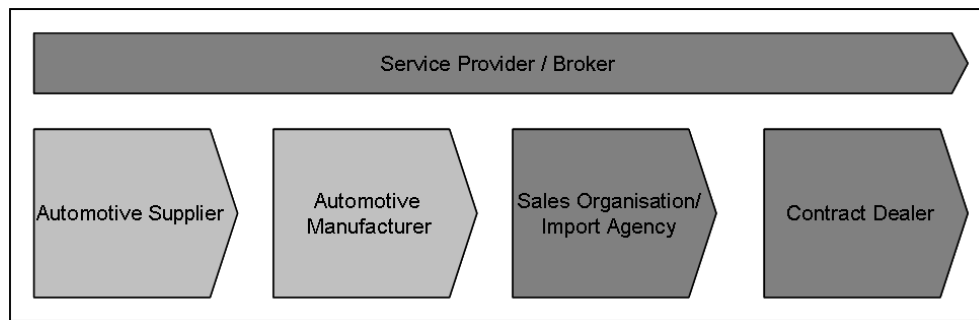 Service Provider / Broker
Automotive Supplier
Automotive
Manufacturer
Sales Organisation/
Import Agency
Contract Dealer